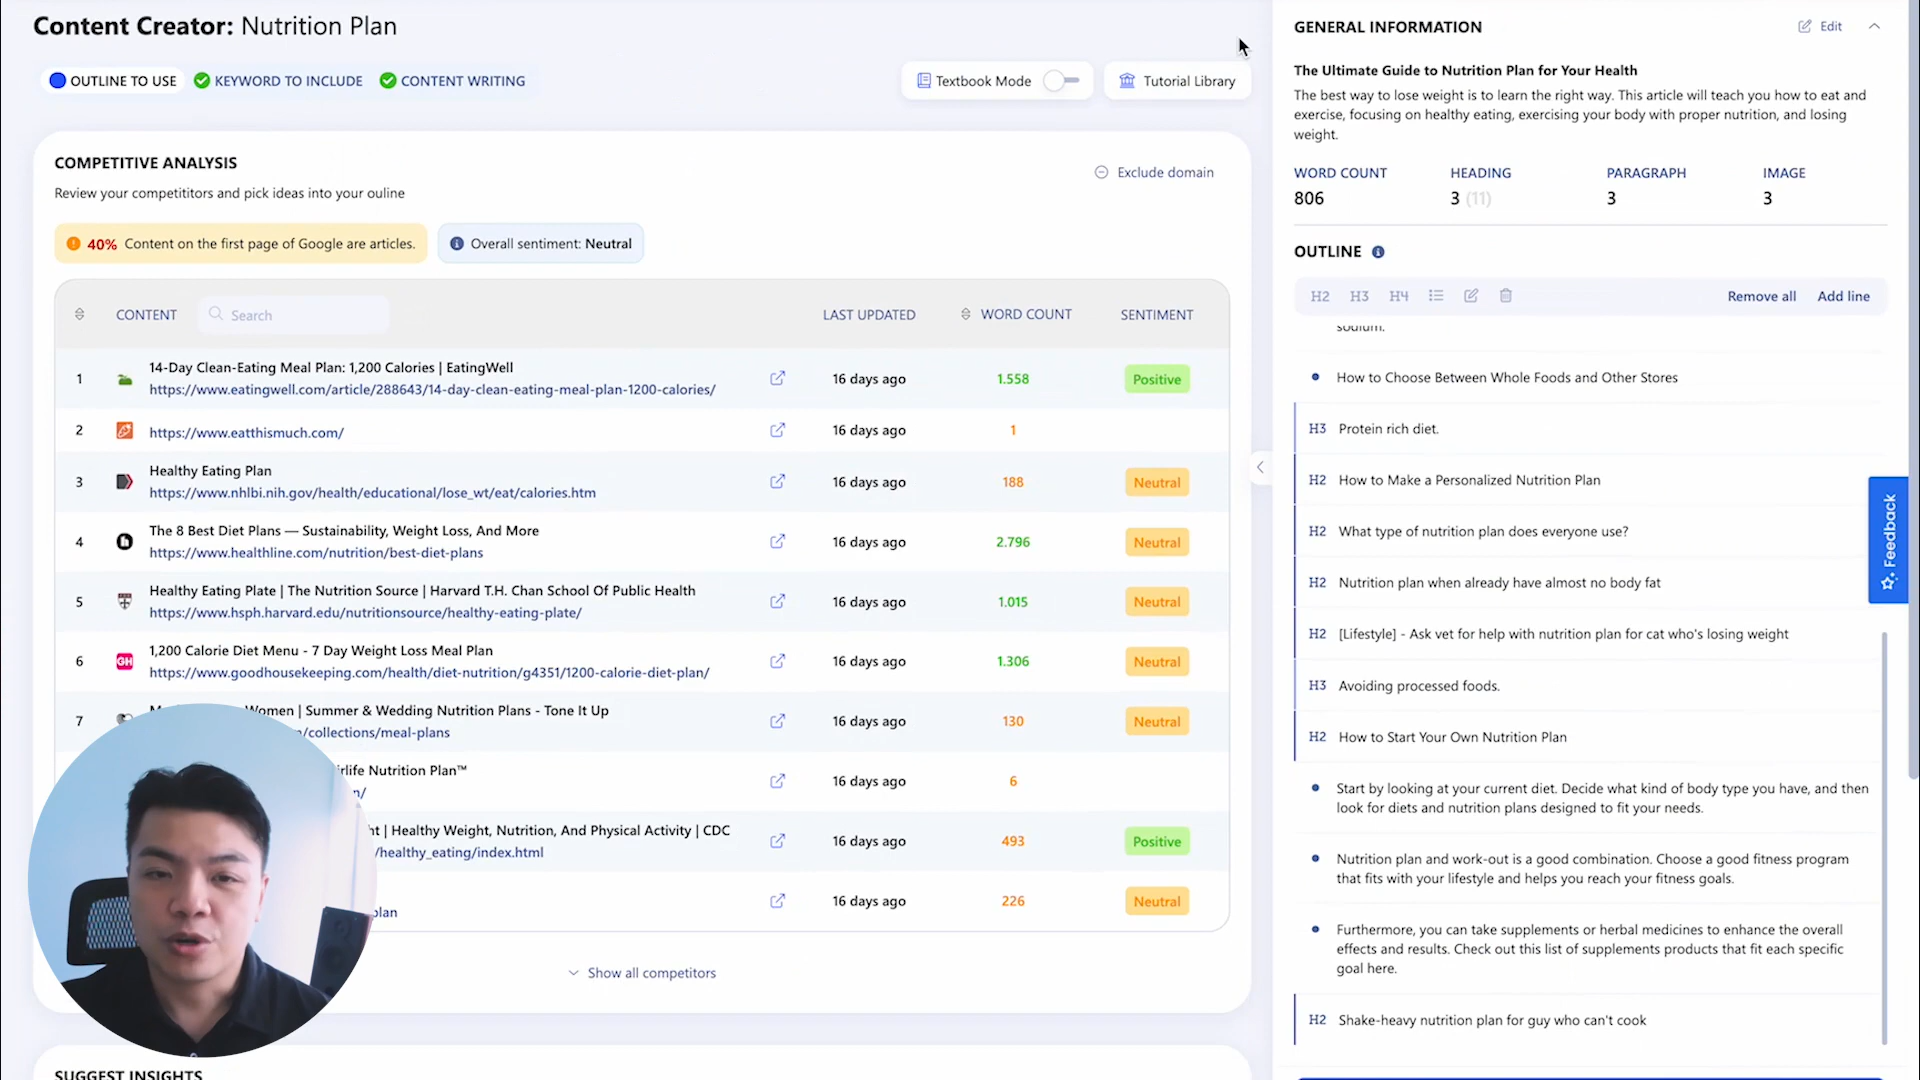 Content Creator: Nutrition Plan
OUTLINE TO USE
KEYWORD TO INCLUDE
CONTENT WRITING
Textbook Mode
Tutorial Library
COMPETITIVE ANALYSIS
Review your competitiors and pick ideas into your ouline
Exclude domain
40% Content on the first page of Google are articles.
Overall sentiment: Neutral
CONTENT
Search
LAST UPDATED
WORD COUNT
SENTIMENT
1
14-Day Clean-Eating Meal Plan: 1,200 Calories | EatingWell
https://www.eatingwell.com/article/288643/14-day-clean-eating-meal-plan-1200-calories/
16 days ago
1.558
Positive
2
https://www.eatthismuch.com/
16 days ago
1
3
Healthy Eating Plan
https://www.nhlbi.nih.gov/health/educational/lose_wt/eat/calories.htm
16 days ago
188
Neutral
4
The 8 Best Diet Plans — Sustainability, Weight Loss, And More
https://www.healthline.com/nutrition/best-diet-plans
16 days ago
2.796
Neutral
5
Healthy Eating Plate | The Nutrition Source | Harvard T.H. Chan School Of Public Health
https://www.hsph.harvard.edu/nutritionsource/healthy-eating-plate/
16 days ago
1.015
Neutral
6
GH
1,200 Calorie Diet Menu - 7 Day Weight Loss Meal Plan
https://www.goodhousekeeping.com/health/diet-nutrition/g4351/1200-calorie-diet-plan/
16 days ago
1.306
Neutral
7
Women | Summer & Wedding Nutrition Plans - Tone It Up
/collections/meal-plans
16 days ago
130
Neutral
Nutrition Plan™
16 days ago
6
| Healthy Weight, Nutrition, And Physical Activity | CDC
/healthy_eating/index.html
16 days ago
493
Positive
plan
16 days ago
226
Neutral
Show all competitors
SUGGEST INSIGHTS
GENERAL INFORMATION
Edit
The Ultimate Guide to Nutrition Plan for Your Health
The best way to lose weight is to learn the right way. This article will teach you how to eat and
exercise, focusing on healthy eating, exercising your body with proper nutrition, and losing
weight.
WORD COUNT
806
HEADING
3 (11)
PARAGRAPH
3
IMAGE
3
OUTLINE
H2 H3 H4
Remove all
Add line
sodium.
How to Choose Between Whole Foods and Other Stores
H3 Protein rich diet.
H2 How to Make a Personalized Nutrition Plan
H2 What type of nutrition plan does everyone use?
H2 Nutrition plan when already have almost no body fat
H2 [Lifestyle] - Ask vet for help with nutrition plan for cat who's losing weight
H3 Avoiding processed foods.
H2 How to Start Your Own Nutrition Plan
Start by looking at your current diet. Decide what kind of body type you have, and then
look for diets and nutrition plans designed to fit your needs.
Nutrition plan and work-out is a good combination. Choose a good fitness program
that fits with your lifestyle and helps you reach your fitness goals.
Furthermore, you can take supplements or herbal medicines to enhance the overall
effects and results. Check out this list of supplements products that fit each specific
goal here.
H2 Shake-heavy nutrition plan for guy who can't cook
Feedback